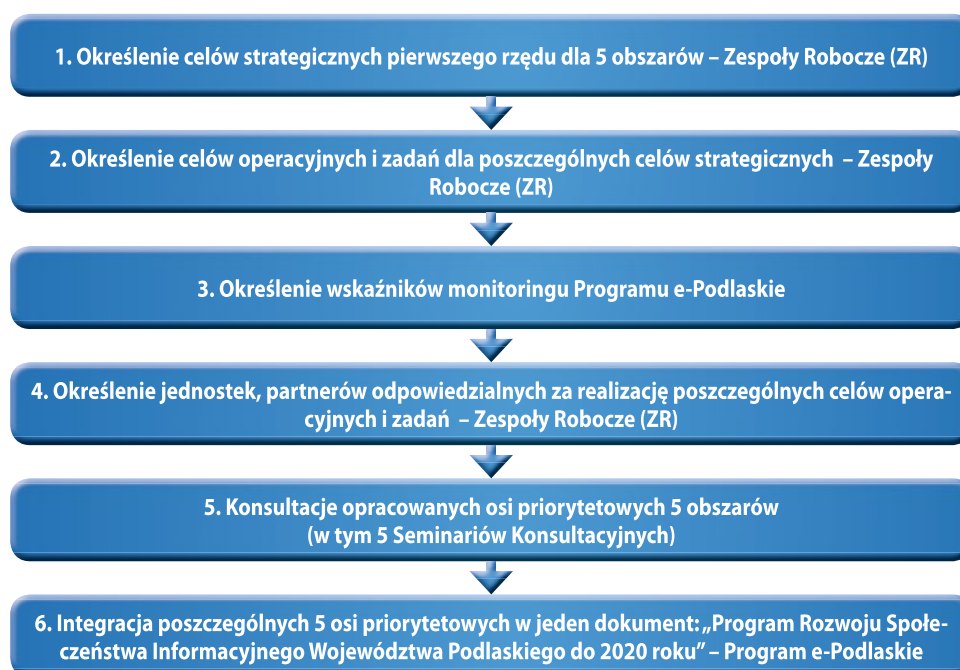 1. Określenie celów strategicznych pierwszego rzędu dla 5 obszarów – Zespoły Robocze (ZR)
2. Określenie celów operacyjnych i zadań dla poszczególnych celów strategicznych – Zespoły
Robocze (ZR)
3. Określenie wskaźników monitoringu Programu e-Podlaskie
4. Określenie jednostek, partnerów odpowiedzialnych za realizację poszczególnych celów opera-
cyjnych i zadań – Zespoły Robocze (ZR)
5. Konsultacje opracowanych osi priorytetowych 5 obszarów
(w tym 5 Seminariów Konsultacyjnych)
6. Integracja poszczególnych 5 osi priorytetowych w jeden dokument: „Program Rozwoju Społe-
czeństwa Informacyjnego Województwa Podlaskiego do 2020 roku” – Program e-Podlaskie